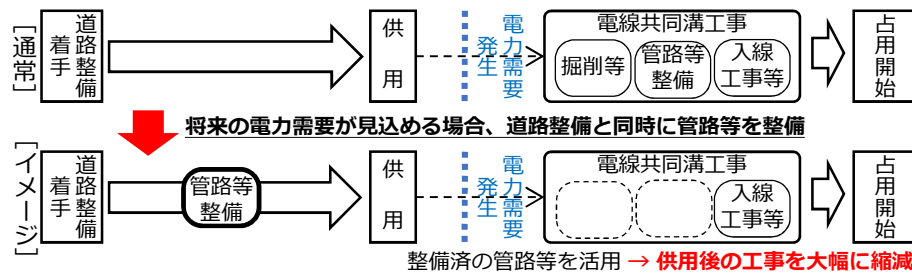 [通常]
道路整備
着手
供用
電力需要
発生
電線共同溝工事
掘削等
管路等
整備
入線
工事等
占用開始
将来の電力需要が見込める場合、道路整備と同時に管路等を整備
[イメージ]
道路整備
着手
管路等
整備
供用
電力需要
発生
電線共同溝工事
入線
工事等
占用開始
整備済の管路等を活用 → 供用後の工事を大幅に縮減